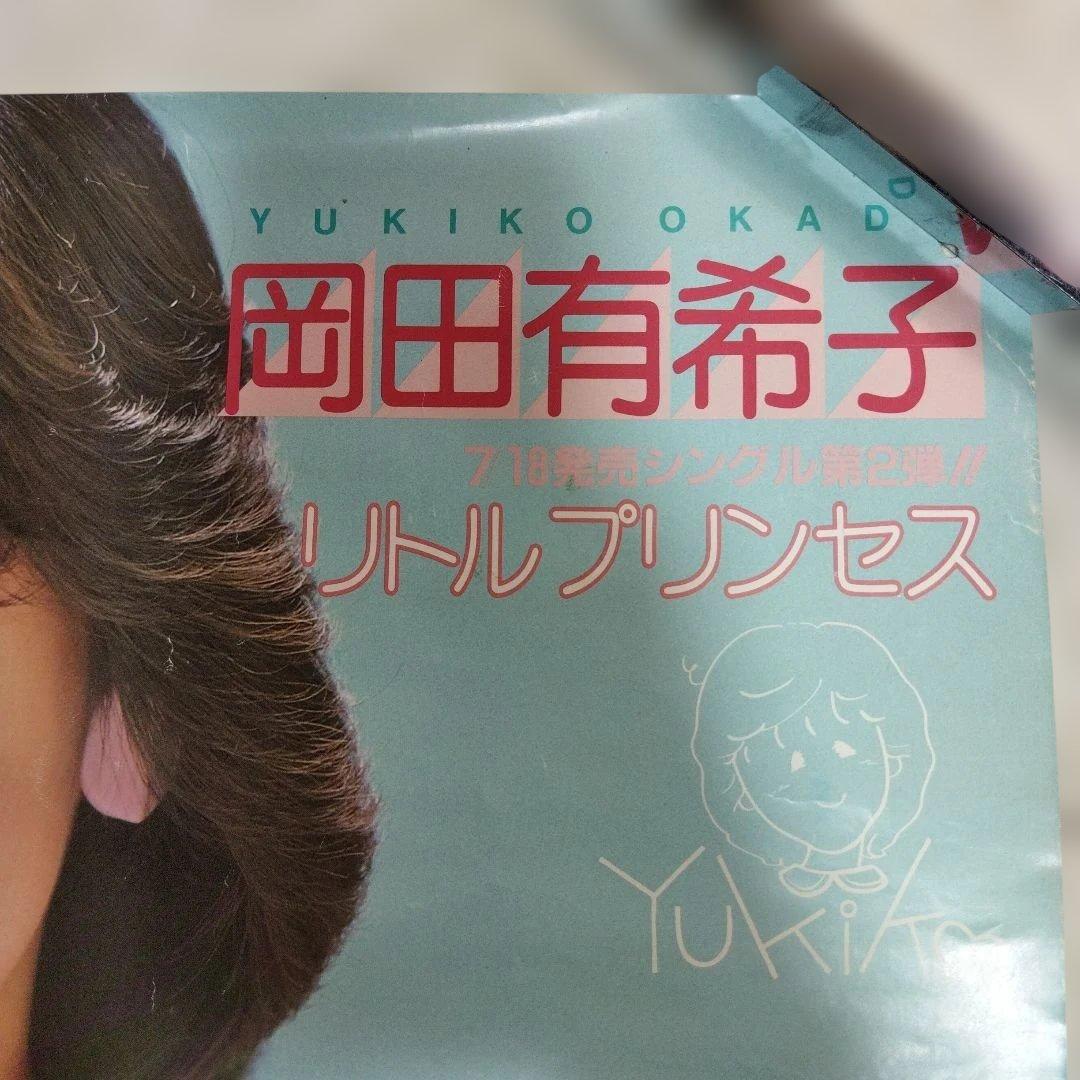 YUKIKO OKAD
岡田有希子
7 18発売シングル第2弾!!
リトル プリンセス
Yukiko